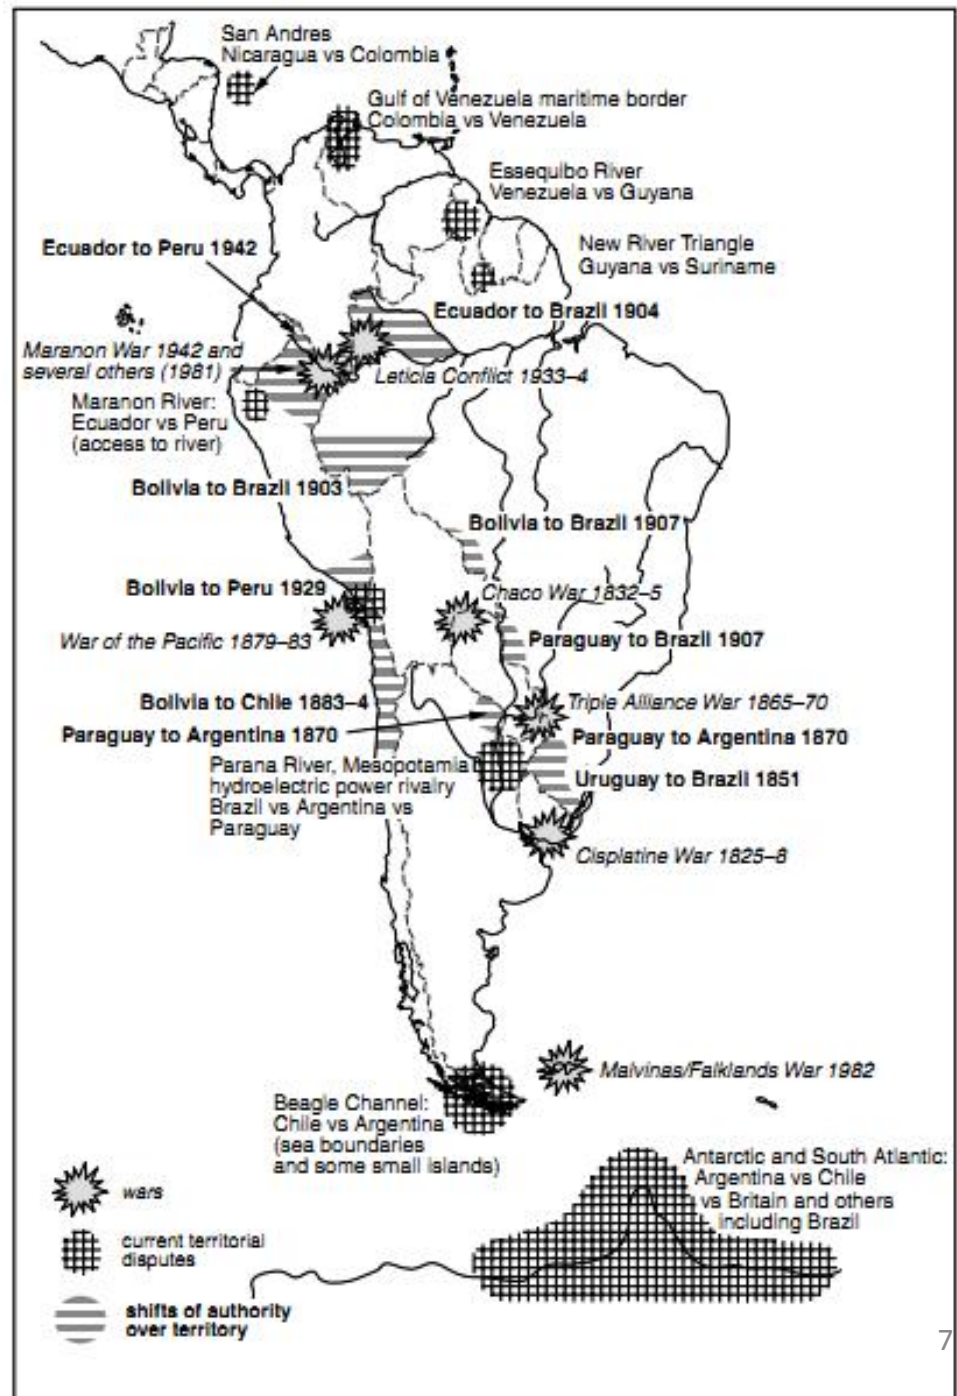 San Andres
Nicaragua vs Colombia
Gulf of Venezuela maritime border
Colombia vs Venezuela
Essequibo River
Venezuela vs Guyana
New River Triangle
Guyana vs Suriname
Ecuador to Peru 1942
Ecuador to Brazil 1904
Maranon War 1942 and
several others (1981)
Leticia Conflict 1933–4
Maranon River:
Ecuador vs Peru
(access to river)
Bolivia to Brazil 1903
Bolivia to Brazil 1907
Bolivia to Peru 1929
Chaco War 1832–5
War of the Pacific 1879–83
Paraguay to Brazil 1907
Bolivia to Chile 1883–4
Triple Alliance War 1865–70
Paraguay to Argentina 1870
Paraguay to Argentina 1870
Parana River, Mesopotamia
hydroelectric power rivalry
Brazil vs Argentina vs
Paraguay
Uruguay to Brazil 1851
Cisplatine War 1825–8
Malvinas/Falklands War 1982
Beagle Channel:
Chile vs Argentina
(sea boundaries
and some small islands)
Antarctic and South Atlantic:
Argentina vs Chile
vs Britain and others
including Brazil
wars
current territorial
disputes
shifts of authority
over territory
7